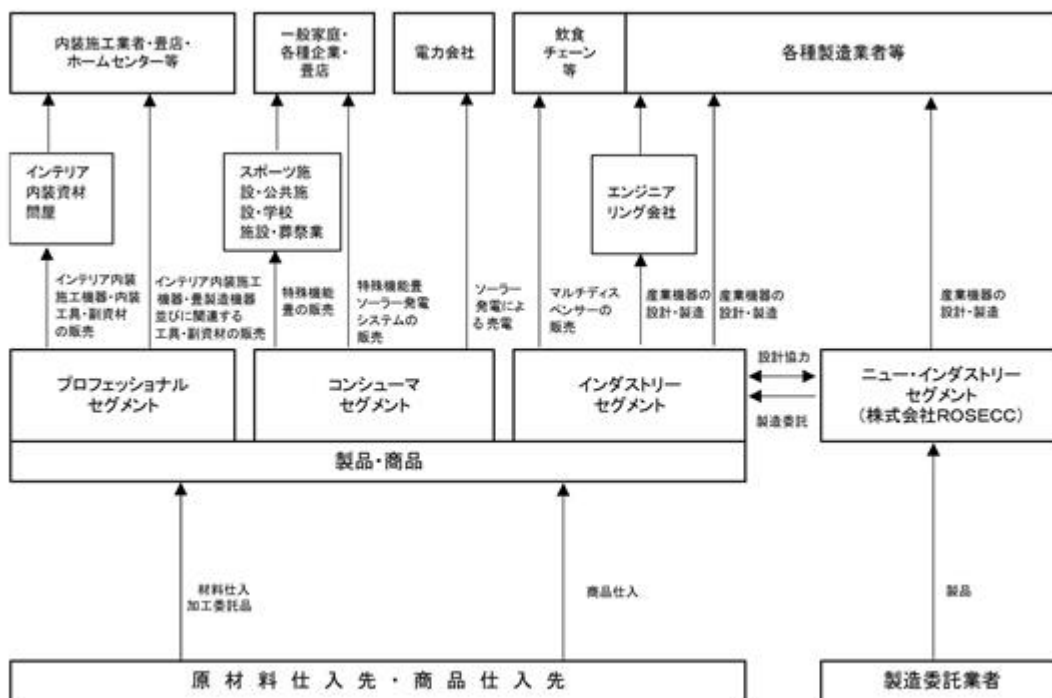 内装施工業者・畳店・
ホームセンター等
一般家庭・
各種企業・
畳店
電力会社
飲食
チェーン
等
各種製造業者等
インテリア
内装資材
問屋
スポーツ施
設・公共施
設・学校
施設・葬祭業
エンジニア
リング会社
インテリア内装
施工機器・内装
工具・副資材
の販売
インテリア内装施工
機器・畳製造機器
並びに関連する
工具・副資材の販売
特殊機能
畳の販売
特殊機能畳
ソーラー発電
システムの
販売
ソーラー
発電によ
る 売電
マルチディス
ペンサーの
販売
産業機器の
設計・製造
産業機器の
設計・製造
産業機器の
設計・製造
プロフェッショナル
セグメント
コンシューマ
セグメント
インダストリー
セグメント
設計協力
製造委託
ニュー・インダストリー
セグメント
(株式会社ROSECC)
製品・商品
材料仕入
加工委託品
商品仕入
製品
原材料仕入先・商品仕入先
製造委託業者